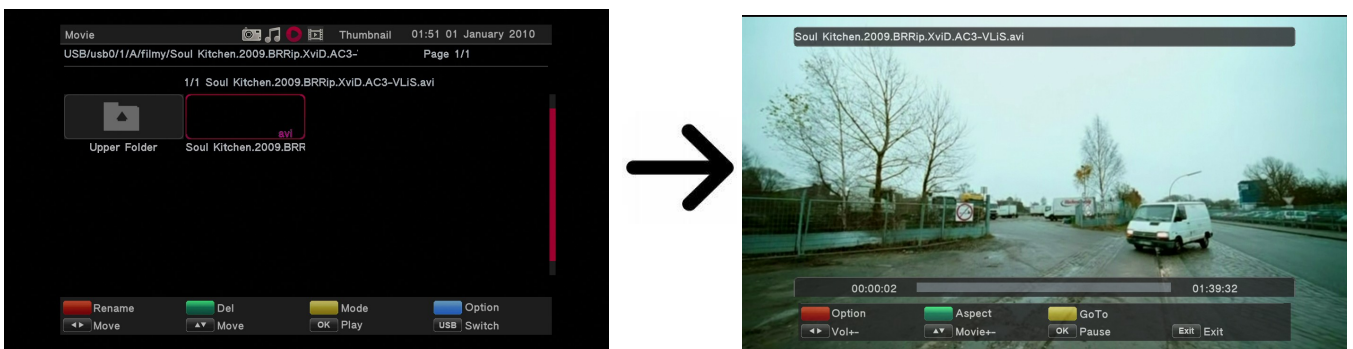 Movie Thumbnail 01:51 01 January 2010
USB/usb0/1/A/filmy/Soul Kitchen.2009.BRRip.XviD.AC3- Page 1/1
1/1 Soul Kitchen.2009.BRRip.XviD.AC3-VLiS.avi
avi
Upper Folder Soul Kitchen.2009.BRR
Rename Del Mode Option
Move Move OK Play USB Switch
Soul Kitchen.2009.BRRip.XviD.AC3-VLiS.avi
00:00:02 01:39:32
Option Aspect GoTo
Vol+- Movie+- OK Pause Exit Exit